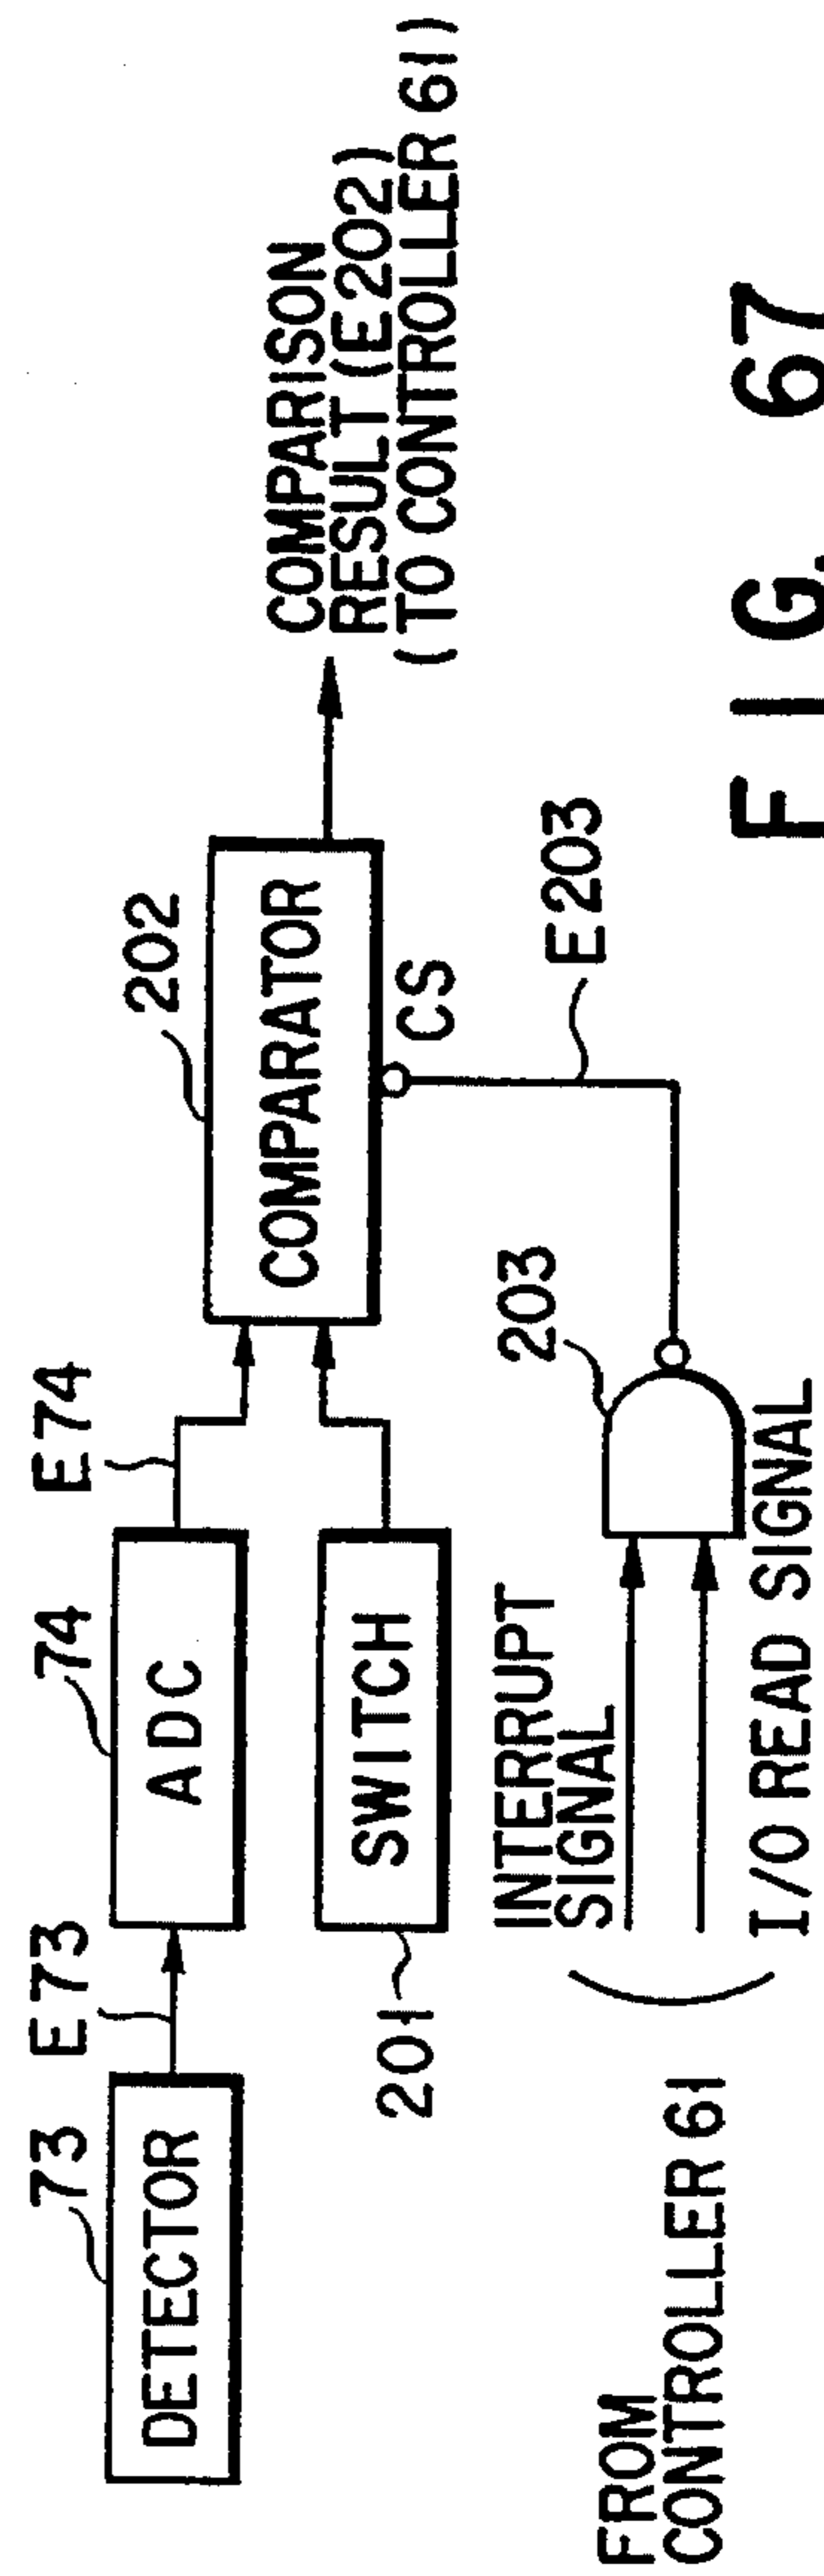 73
DETECTOR
E73
74
ADC
E74
201
SWITCH
202
COMPARATOR
CS
COMPARISON
RESULT (E202)
(TO CONTROLLER 61)
FROM
CONTROLLER 61
INTERRUPT
SIGNAL
I/O READ SIGNAL
203
E203
FIG. 67